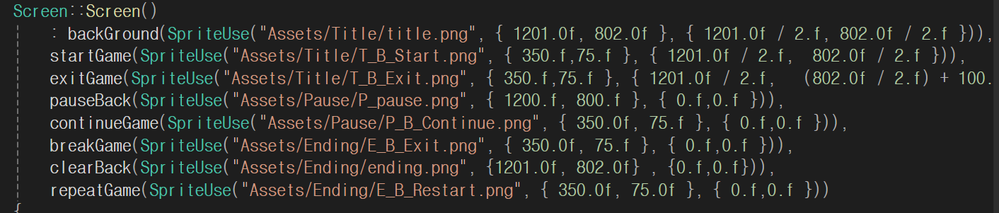 Screen::Screen()
: backGround(SpriteUse("Assets/Title/title.png", { 1201.0f, 802.0f }, { 1201.0f / 2.f, 802.0f / 2.f })),
startGame(SpriteUse("Assets/Title/T_B_Start.png", { 350.f,75.f }, { 1201.0f / 2.f,  802.0f / 2.f })),
exitGame(SpriteUse("Assets/Title/T_B_Exit.png", { 350.f,75.f }, { 1201.0f / 2.f,   (802.0f / 2.f) + 100.
pauseBack(SpriteUse("Assets/Pause/P_pause.png", { 1200.f, 800.f }, { 0.f,0.f })),
continueGame(SpriteUse("Assets/Pause/P_B_Continue.png", { 350.0f, 75.f }, { 0.f,0.f })),
breakGame(SpriteUse("Assets/Ending/E_B_Exit.png", { 350.0f, 75.f }, { 0.f,0.f })),
clearBack(SpriteUse("Assets/Ending/ending.png", {1201.0f, 802.0f} , {0.f,0.f})),
repeatGame(SpriteUse("Assets/Ending/E_B_Restart.png", { 350.0f, 75.0f }, { 0.f,0.f }))
{